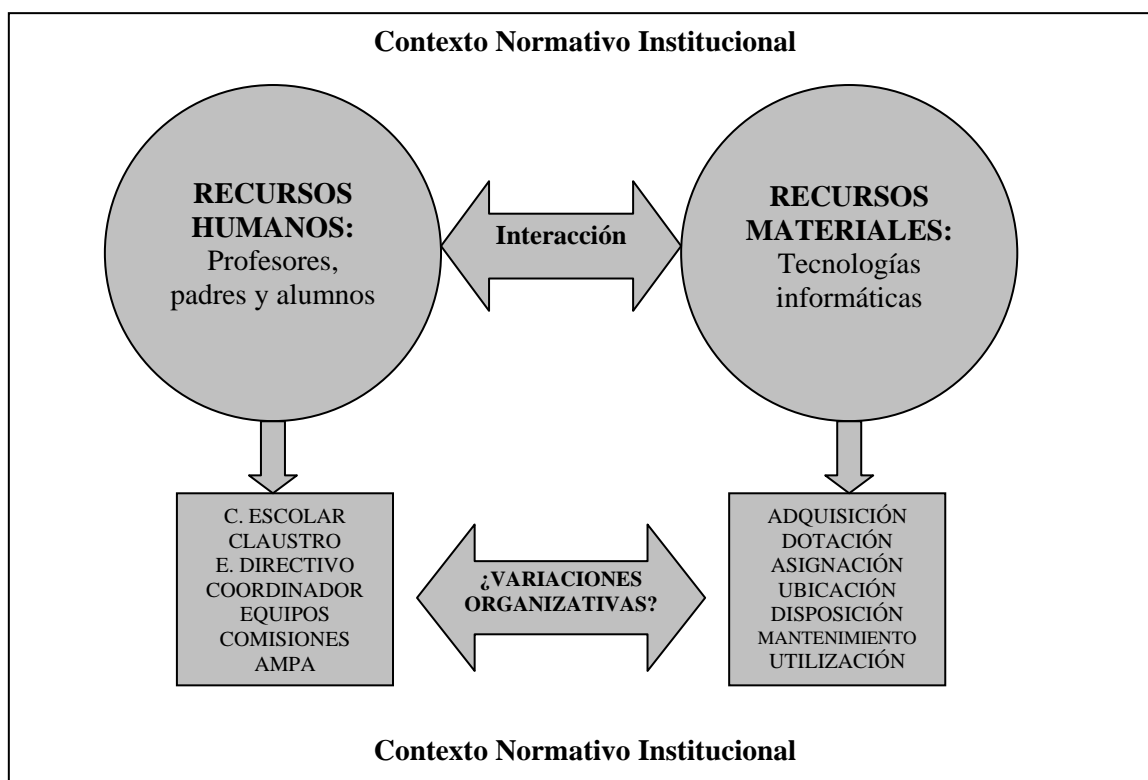 Contexto Normativo Institucional
RECURSOS
HUMANOS:
Profesores,
padres y alumnos
Interacción
RECURSOS
MATERIALES:
Tecnologías
informáticas
C. ESCOLAR
CLAUSTRO
E. DIRECTIVO
COORDINADOR
EQUIPOS
COMISIONES
AMPA
¿VARIACIONES
ORGANIZATIVAS?
ADQUISICIÓN
DOTACIÓN
ASIGNACIÓN
UBICACIÓN
DISPOSICIÓN
MANTENIMIENTO
UTILIZACIÓN
Contexto Normativo Institucional